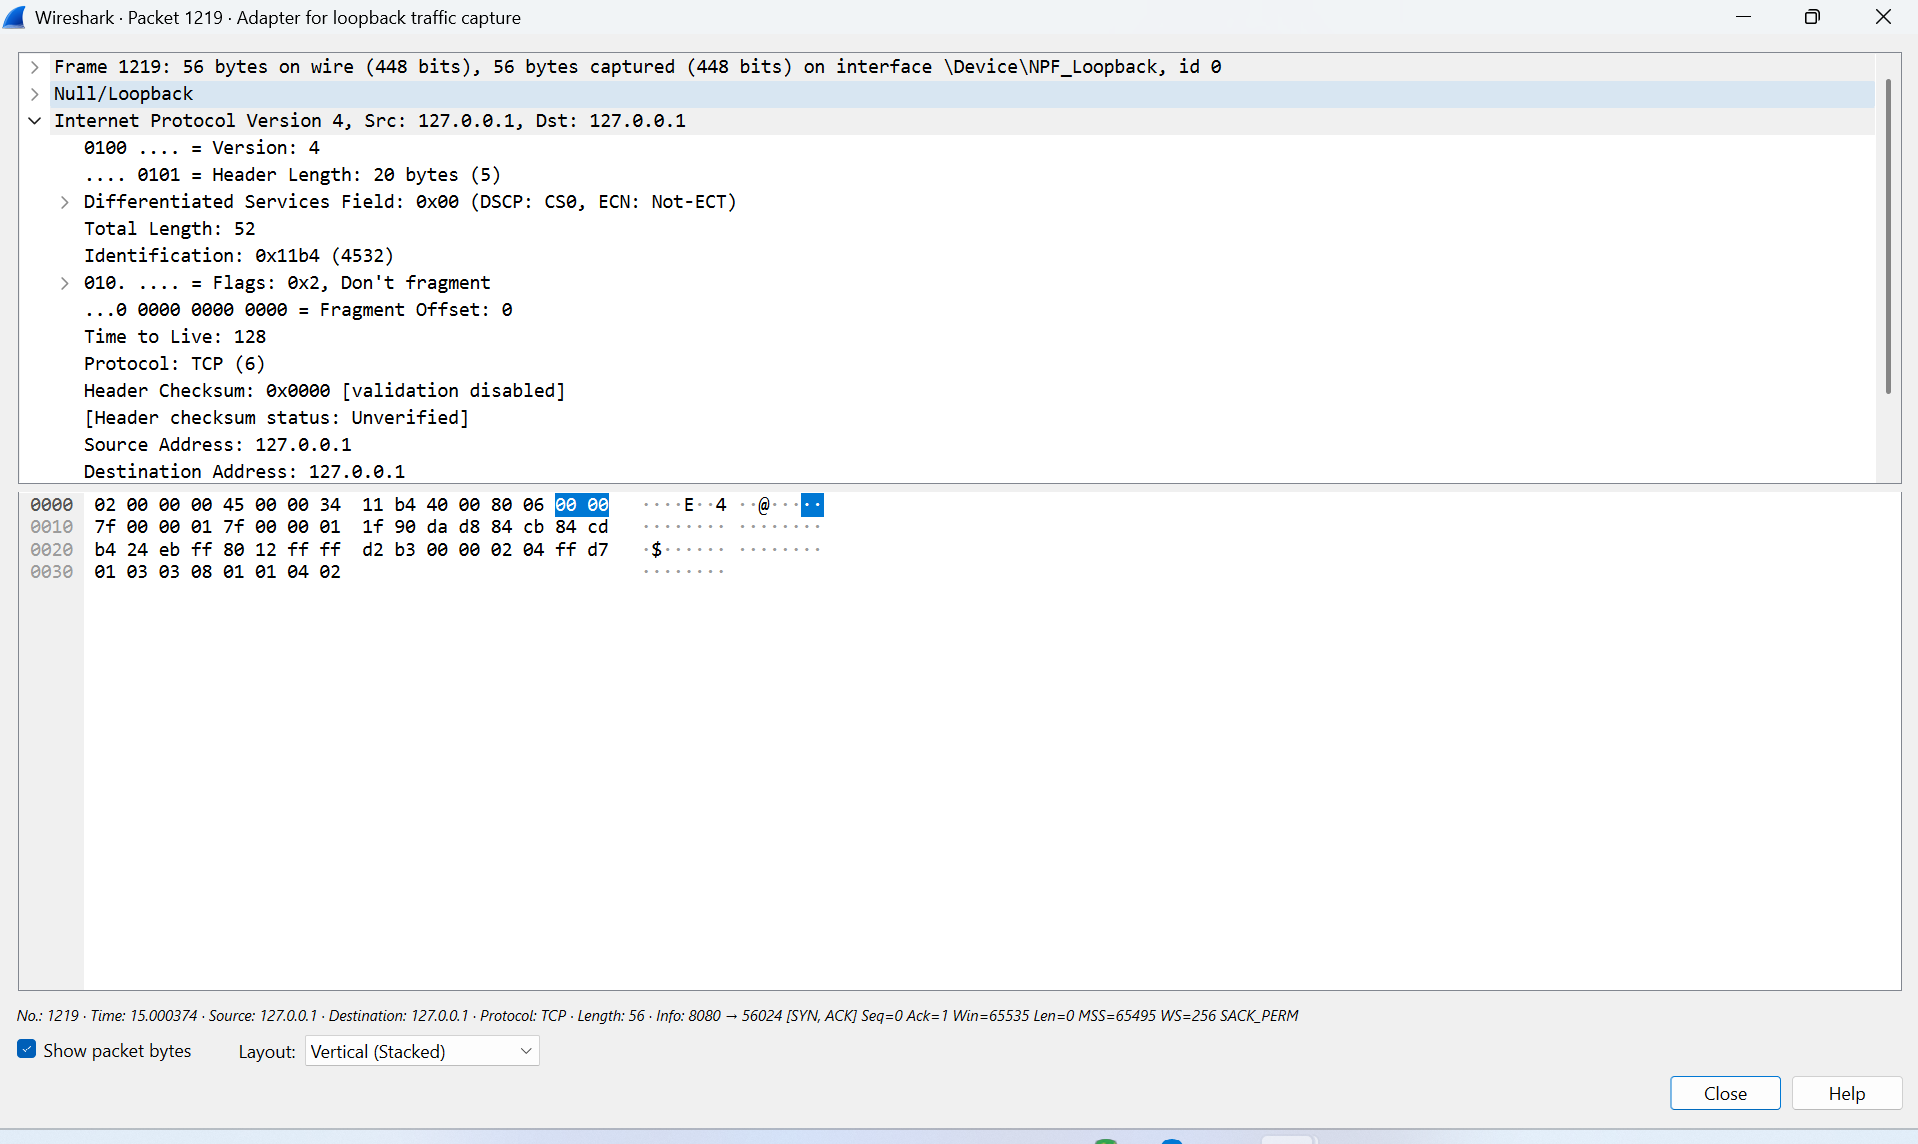 Wireshark · Packet 1219 · Adapter for loopback traffic capture
Frame 1219: 56 bytes on wire (448 bits), 56 bytes captured (448 bits) on interface \Device\NPF_Loopback, id 0
Null/Loopback
Internet Protocol Version 4, Src: 127.0.0.1, Dst: 127.0.0.1
0100 .... = Version: 4
.... 0101 = Header Length: 20 bytes (5)
Differentiated Services Field: 0x00 (DSCP: CS0, ECN: Not-ECT)
Total Length: 52
Identification: 0x11b4 (4532)
010. .... = Flags: 0x2, Don't fragment
...0 0000 0000 0000 = Fragment Offset: 0
Time to Live: 128
Protocol: TCP (6)
Header Checksum: 0x0000 [validation disabled]
[Header checksum status: Unverified]
Source Address: 127.0.0.1
Destination Address: 127.0.0.1
0000 02 00 00 00 45 00 00 34 11 b4 40 00 80 06 00 00 ····E··4 ··@·····
0010 7f 00 00 01 7f 00 00 01 1f 90 da d8 84 cb 84 cd ········ ········
0020 b4 24 eb ff 80 12 ff ff d2 b3 00 00 02 04 ff d7 ·$······ ········
0030 01 03 03 08 01 01 04 02 ········
No.: 1219 · Time: 15.000374 · Source: 127.0.0.1 · Destination: 127.0.0.1 · Protocol: TCP · Length: 56 · Info: 8080 → 56024 [SYN, ACK] Seq=0 Ack=1 Win=65535 Len=0 MSS=65495 WS=256 SACK_PERM
Show packet bytes Layout: Vertical (Stacked)
Close Help